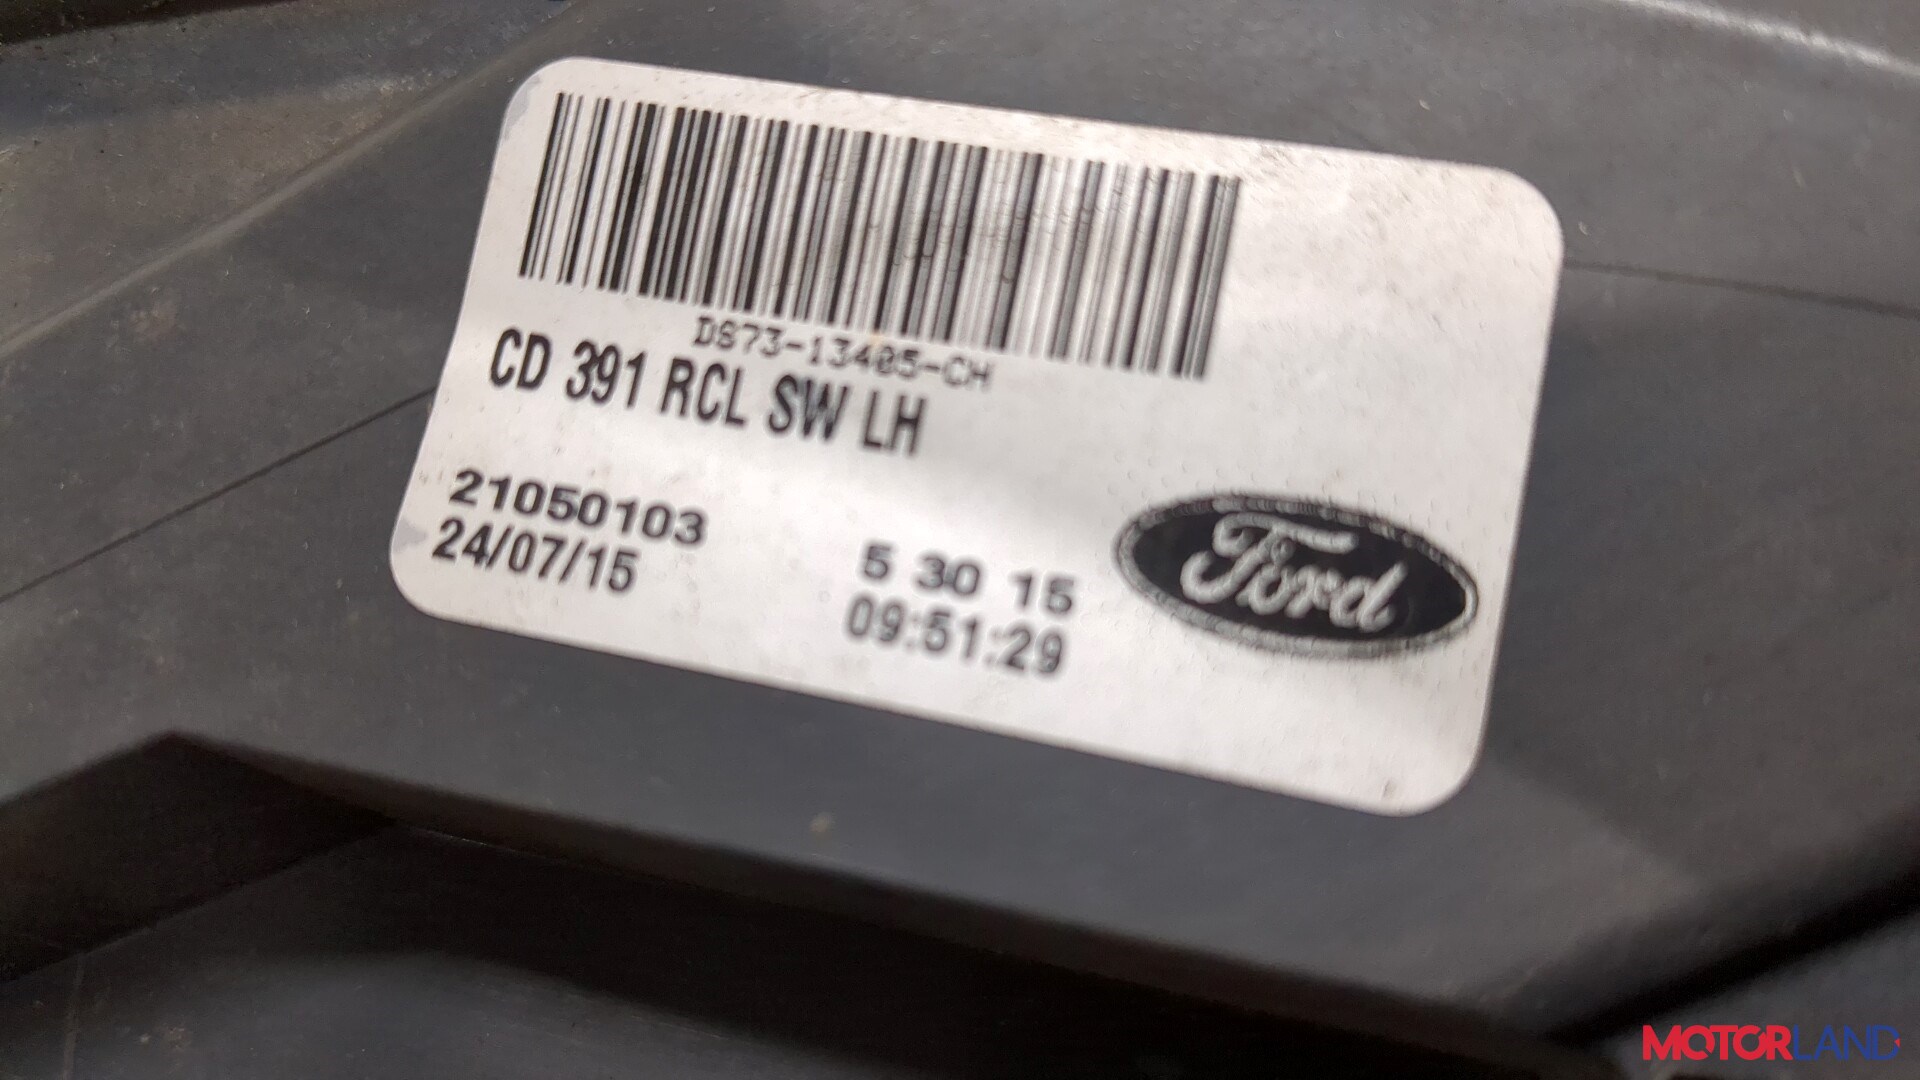 DS73-13405-CH
CD 391 RCL SW LH
21050103
24/07/15
5 30 15
09:51:29
Ford
MOTORLAND